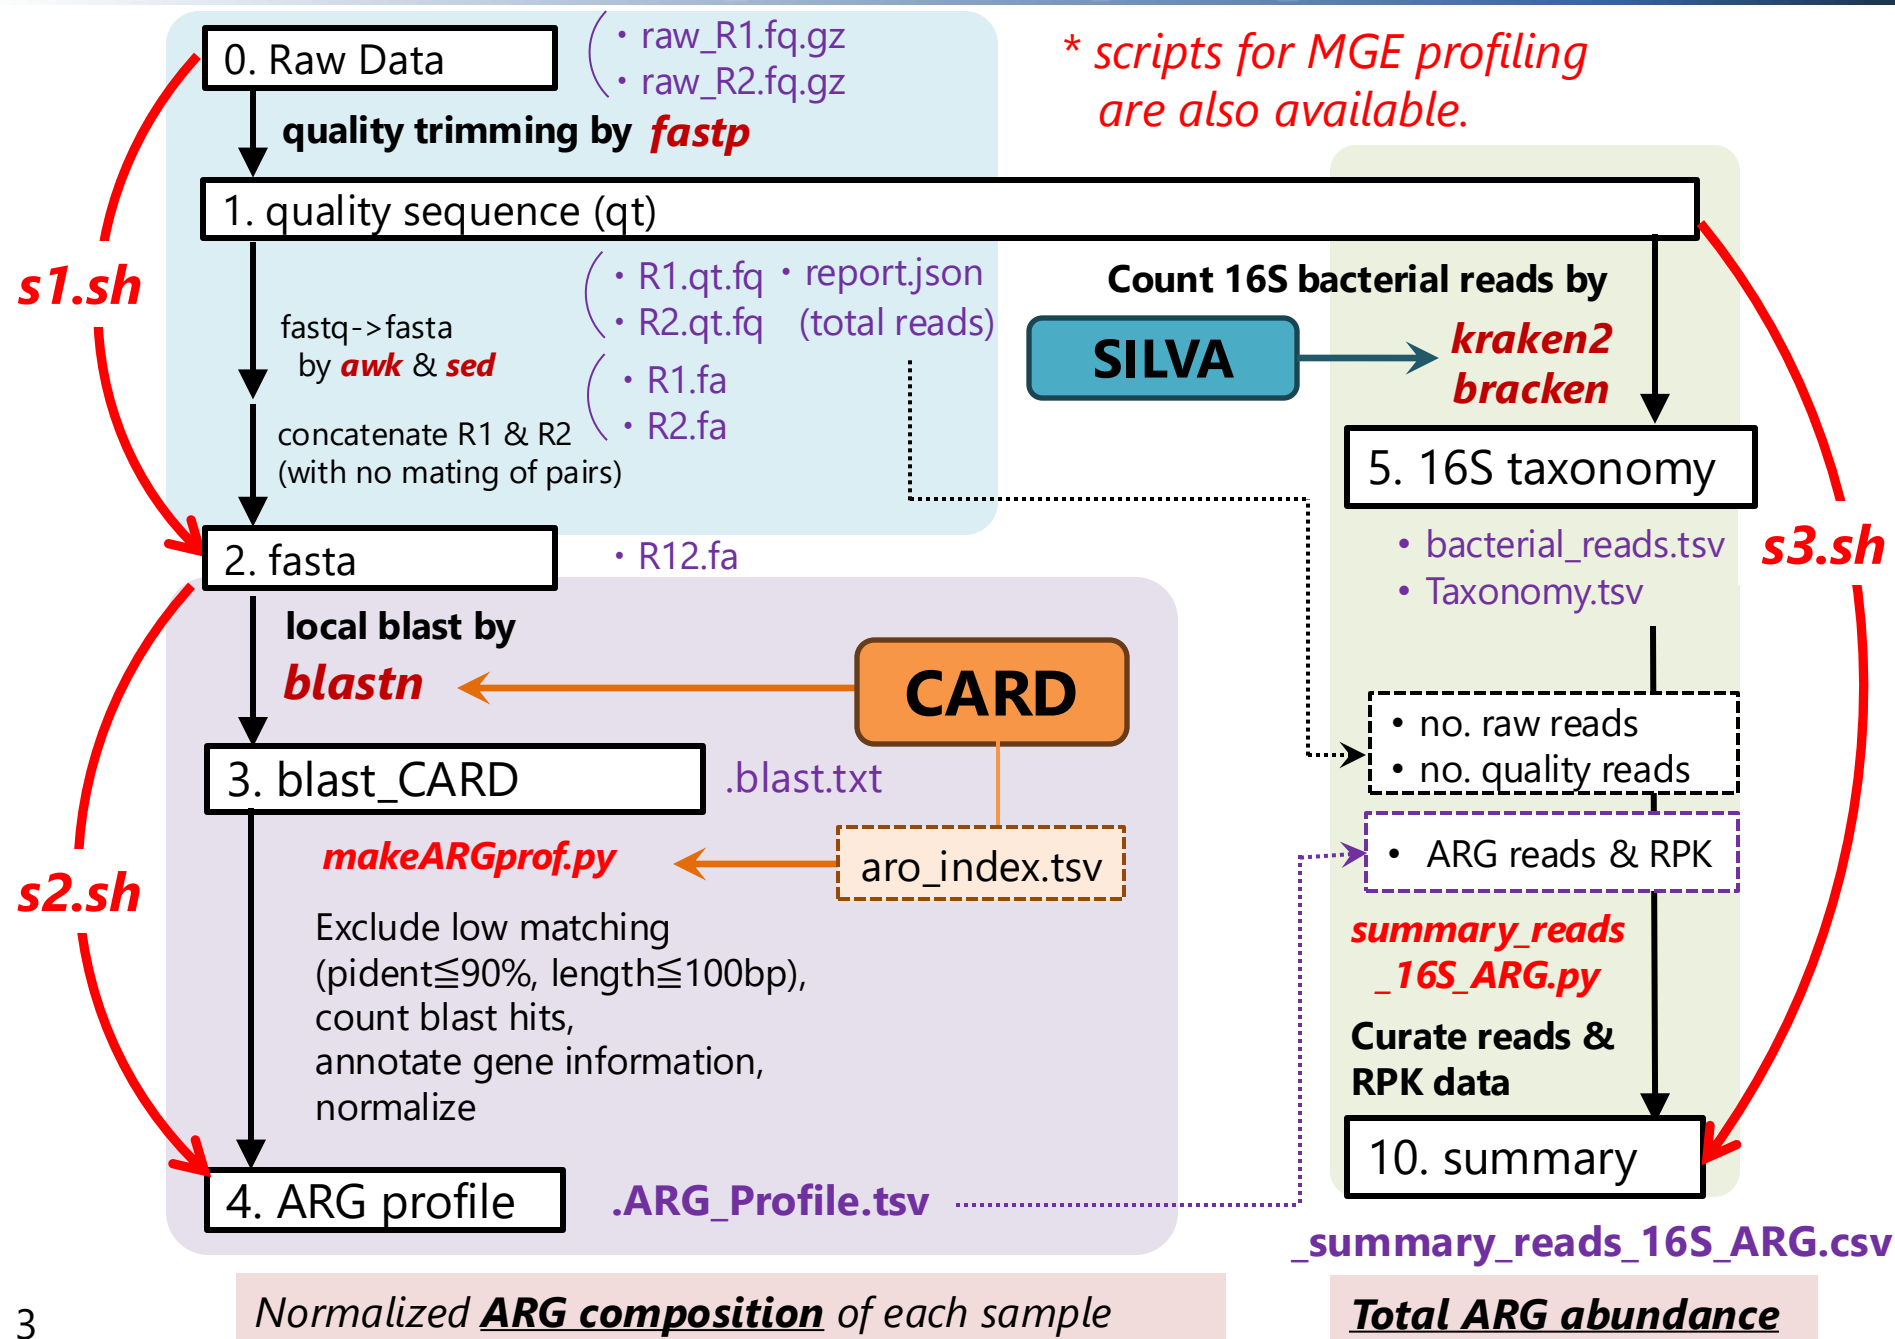 0. Raw Data
・raw_R1.fq.gz
・raw_R2.fq.gz
* scripts for MGE profiling
are also available.
quality trimming by fastp
1. quality sequence (qt)
s1.sh
・R1.qt.fq ・report.json
・R2.qt.fq (total reads)
fastq->fasta
by awk & sed
・R1.fa
・R2.fa
concatenate R1 & R2
(with no mating of pairs)
Count 16S bacterial reads by
SILVA
kraken2
bracken
5. 16S taxonomy
• bacterial_reads.tsv
• Taxonomy.tsv
s3.sh
2. fasta
・R12.fa
local blast by
blastn
CARD
3. blast_CARD
.blast.txt
• no. raw reads
• no. quality reads
makeARGprof.py
aro_index.tsv
• ARG reads & RPK
s2.sh
Exclude low matching
(pident≦90%, length≦100bp),
count blast hits,
annotate gene information,
normalize
summary_reads
_16S_ARG.py
Curate reads &
RPK data
4. ARG profile
.ARG_Profile.tsv
10. summary
_summary_reads_16S_ARG.csv
3
Normalized ARG composition of each sample
Total ARG abundance